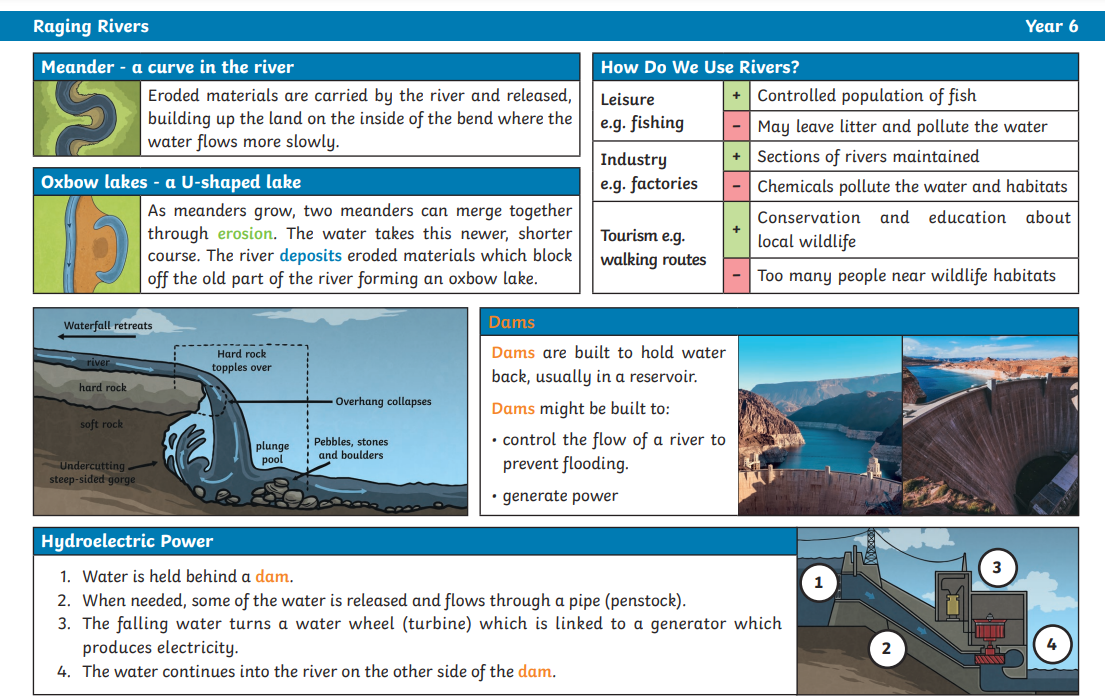 Raging Rivers
Year 6
Meander - a curve in the river
Eroded materials are carried by the river and released,
building up the land on the inside of the bend where the
water flows more slowly.
Oxbow lakes - a U-shaped lake
As meanders grow, two meanders can merge together
through erosion. The water takes this newer, shorter
course. The river deposits eroded materials which block
off the old part of the river forming an oxbow lake.
How Do We Use Rivers?
Leisure
e.g. fishing
+ Controlled population of fish
– May leave litter and pollute the water
Industry
e.g. factories
+ Sections of rivers maintained
– Chemicals pollute the water and habitats
Tourism e.g.
walking routes
+ Conservation and education about
local wildlife
– Too many people near wildlife habitats
Waterfall retreats
river
hard rock
soft rock
Undercutting
steep-sided gorge
Hard rock
topples over
Overhang collapses
plunge
pool
Pebbles, stones
and boulders
Dams
Dams are built to hold water
back, usually in a reservoir.
Dams might be built to:
• control the flow of a river to
prevent flooding.
• generate power
Hydroelectric Power
1. Water is held behind a dam.
2. When needed, some of the water is released and flows through a pipe (penstock).
3. The falling water turns a water wheel (turbine) which is linked to a generator which
produces electricity.
4. The water continues into the river on the other side of the dam.
1
2
3
4